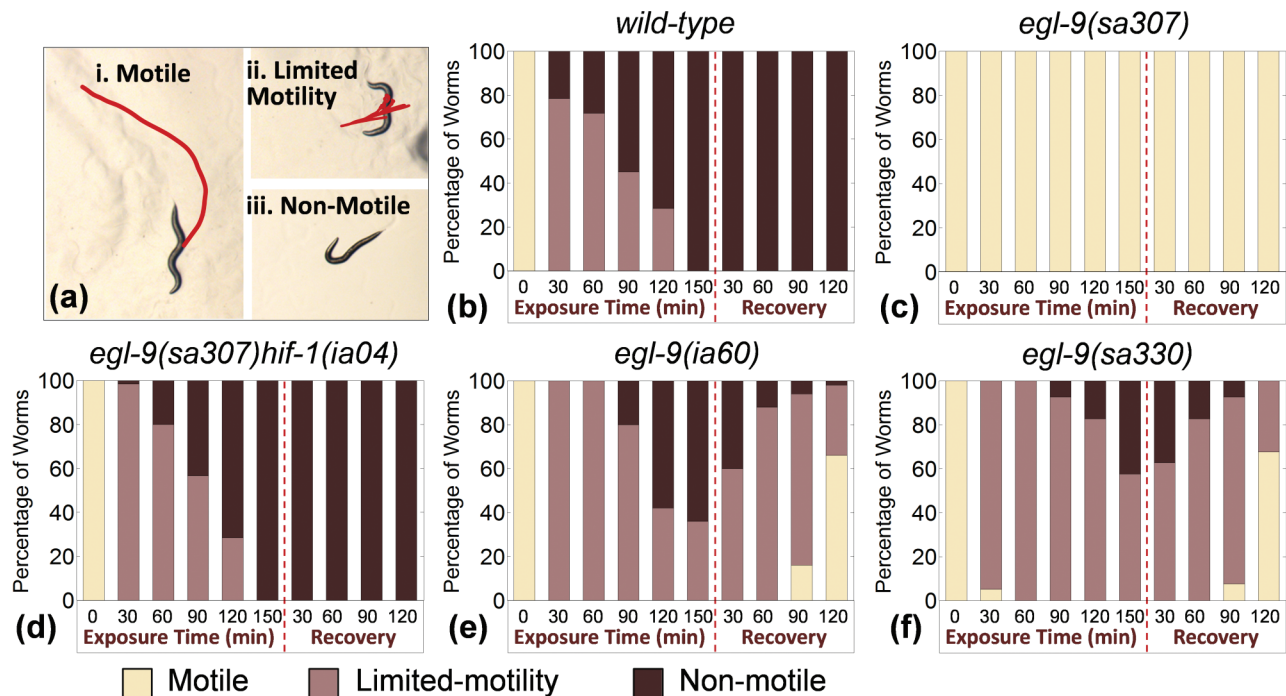 i. Motile
ii. Limited
Motility
iii. Non-Motile
(a)
wild-type
Percentage of Worms
100
80
60
40
20
0
0 30 60 90 120 150 30 60 90 120
Exposure Time (min) Recovery
(b)
egl-9(sa307)
Percentage of Worms
100
80
60
40
20
0
0 30 60 90 120 150 30 60 90 120
Exposure Time (min) Recovery
(c)
egl-9(sa307)hif-1(ia04)
Percentage of Worms
100
80
60
40
20
0
0 30 60 90 120 150 30 60 90 120
Exposure Time (min) Recovery
(d)
egl-9(ia60)
Percentage of Worms
100
80
60
40
20
0
0 30 60 90 120 150 30 60 90 120
Exposure Time (min) Recovery
(e)
egl-9(sa330)
Percentage of Worms
100
80
60
40
20
0
0 30 60 90 120 150 30 60 90 120
Exposure Time (min) Recovery
(f)
Motile Limited-motility Non-motile